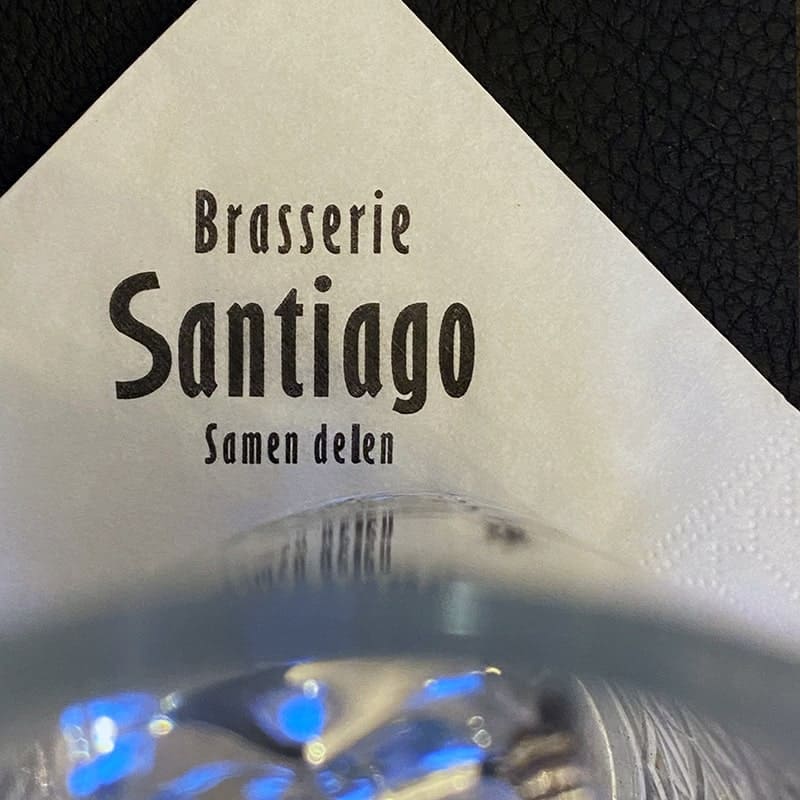 Brasserie
Santiago
Samen delen